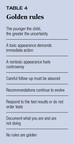 TABLE 4
Golden rules
The younger the child,
the greater the uncertainty
A toxic appearance demands
immediate action
A nontoxic appearance fuels
controversy
Careful follow-up must be assured
Recommendations continue to evolve
Respond to the test results or do not
order tests
Document what you are and are
not doing
No rules are golden